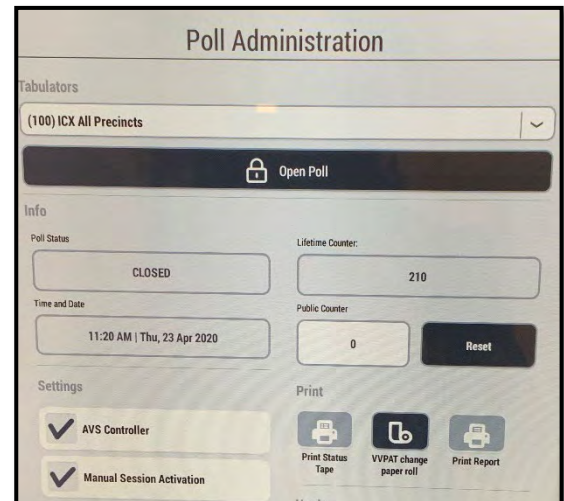 Poll Administration
Tabulators
(100) ICX All Precincts
Open Poll
Info
Poll Status
CLOSED
Time and Date
11:20 AM | Thu, 23 Apr 2020
Lifetime Counter:
210
Public Counter
0
Reset
Settings
AVS Controller
Manual Session Activation
Print
Print Status
Tape
VVPAT change
paper roll
Print Report